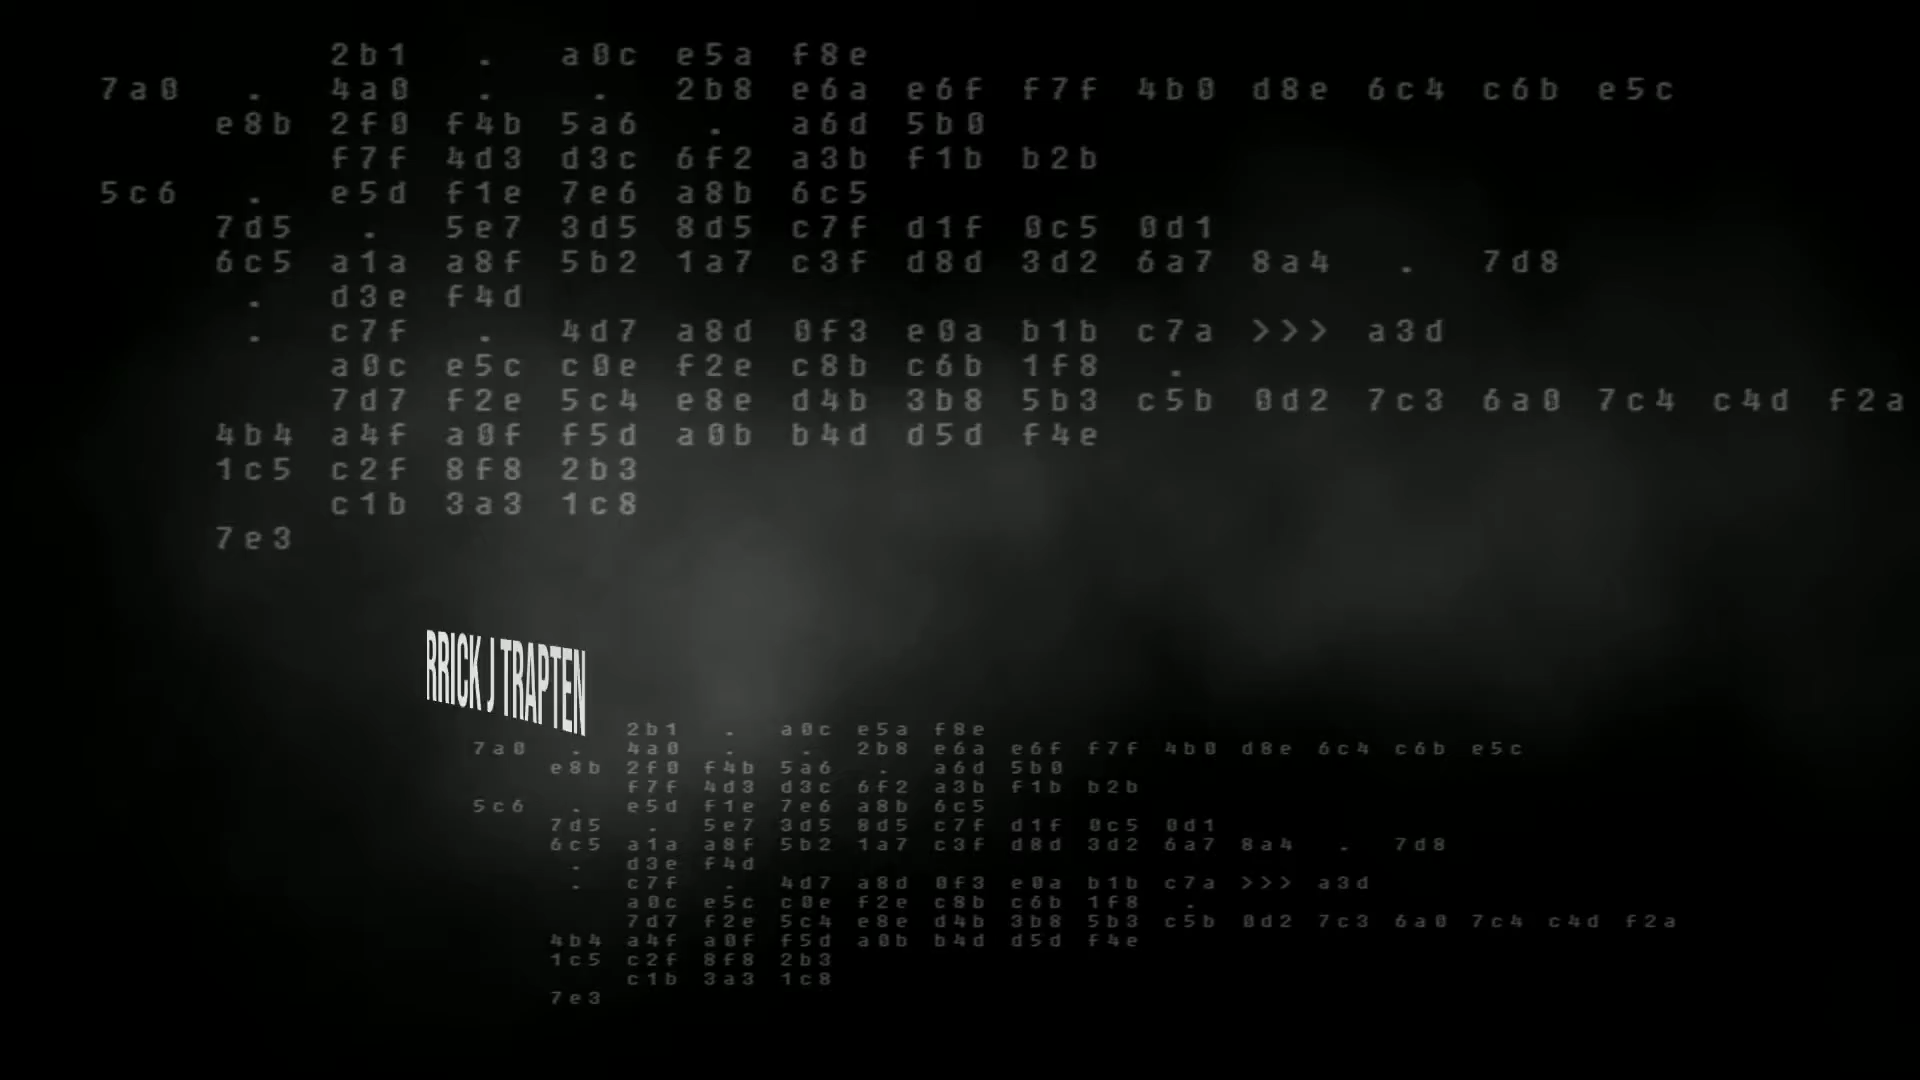 2b1 . a0c e5a f8e
7a0 . 4a0 . . 2b8 e6a e6f f7f 4b0 d8e 6c4 c6b e5c
e8b 2f0 f4b 5a6 . a6d 5b0
f7f 4d3 d3c 6f2 a3b f1b b2b
5c6 . e5d f1e 7e6 a8b 6c5
7d5 . 5e7 3d5 8d5 c7f d1f 0c5 0d1
6c5 a1a a8f 5b2 1a7 c3f d8d 3d2 6a7 8a4 . 7d8
. d3e f4d
. c7f . 4d7 a8d 0f3 e0a b1b c7a >>> a3d
a0c e5c c0e f2e c8b c6b 1f8 .
7d7 f2e 5c4 e8e d4b 3b8 5b3 c5b 0d2 7c3 6a0 7c4 c4d f2a
4b4 a4f a0f f5d a0b b4d d5d f4e
1c5 c2f 8f8 2b3
c1b 3a3 1c8
7e3
RRICK J TRAPTEN
2b1 . a0c e5a f8e
7a0 . 4a0 . . 2b8 e6a e6f f7f 4b0 d8e 6c4 c6b e5c
e8b 2f0 f4b 5a6 . a6d 5b0
f7f 4d3 d3c 6f2 a3b f1b b2b
5c6 . e5d f1e 7e6 a8b 6c5
7d5 . 5e7 3d5 8d5 c7f d1f 0c5 0d1
6c5 a1a a8f 5b2 1a7 c3f d8d 3d2 6a7 8a4 . 7d8
. d3e f4d
. c7f . 4d7 a8d 0f3 e0a b1b c7a >>> a3d
a0c e5c c0e f2e c8b c6b 1f8 .
7d7 f2e 5c4 e8e d4b 3b8 5b3 c5b 0d2 7c3 6a0 7c4 c4d f2a
4b4 a4f a0f f5d a0b b4d d5d f4e
1c5 c2f 8f8 2b3
c1b 3a3 1c8
7e3